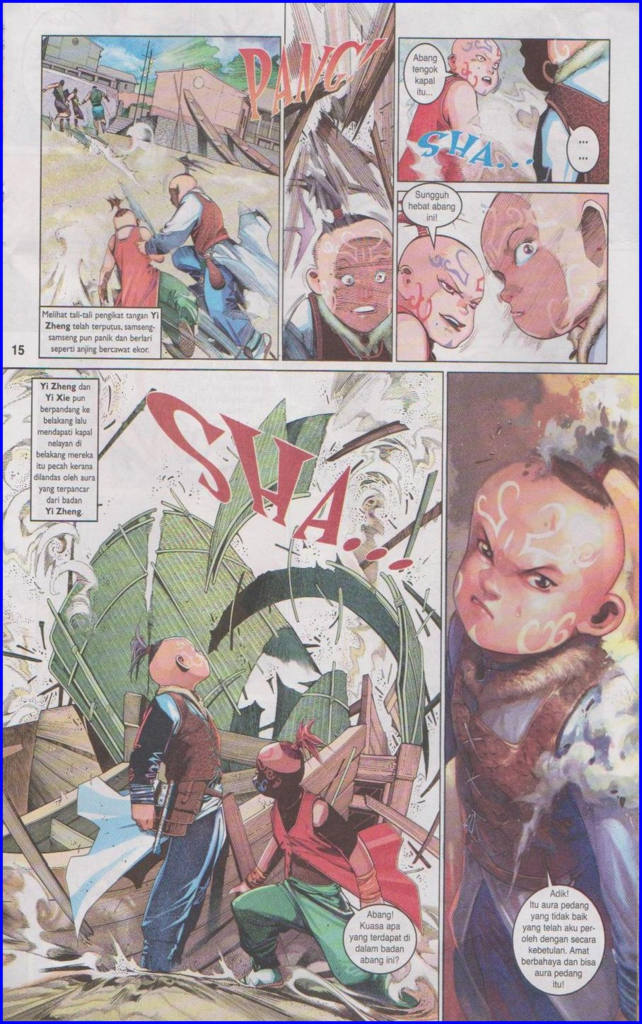 PANG
Melihat tali-tali pengikat tangan Yi
Zheng telah terputus, samseng-
samseng pun panik dan berlari
seperti anjing bercawat ekor.
Abang
tengok
kapal
itu...
SHA...
...
...
Sungguh
hebat abang
ini!
15
Yi Zheng dan
Yi Xie pun
berpandang ke
belakang lalu
mendapati kapal
nelayan di
belakang mereka
itu pecah kerana
dilandas oleh aura
yang terpancar
dari badan
Yi Zheng.
SHA...
Abang!
Kuasa apa
yang terdapat di
dalam badan
abang ini?
Adik!
Itu aura pedang
yang tidak baik
yang telah aku per-
oleh dengan secara
kebetulan. Amat
berbahaya dan bisa
aura pedang
itu!